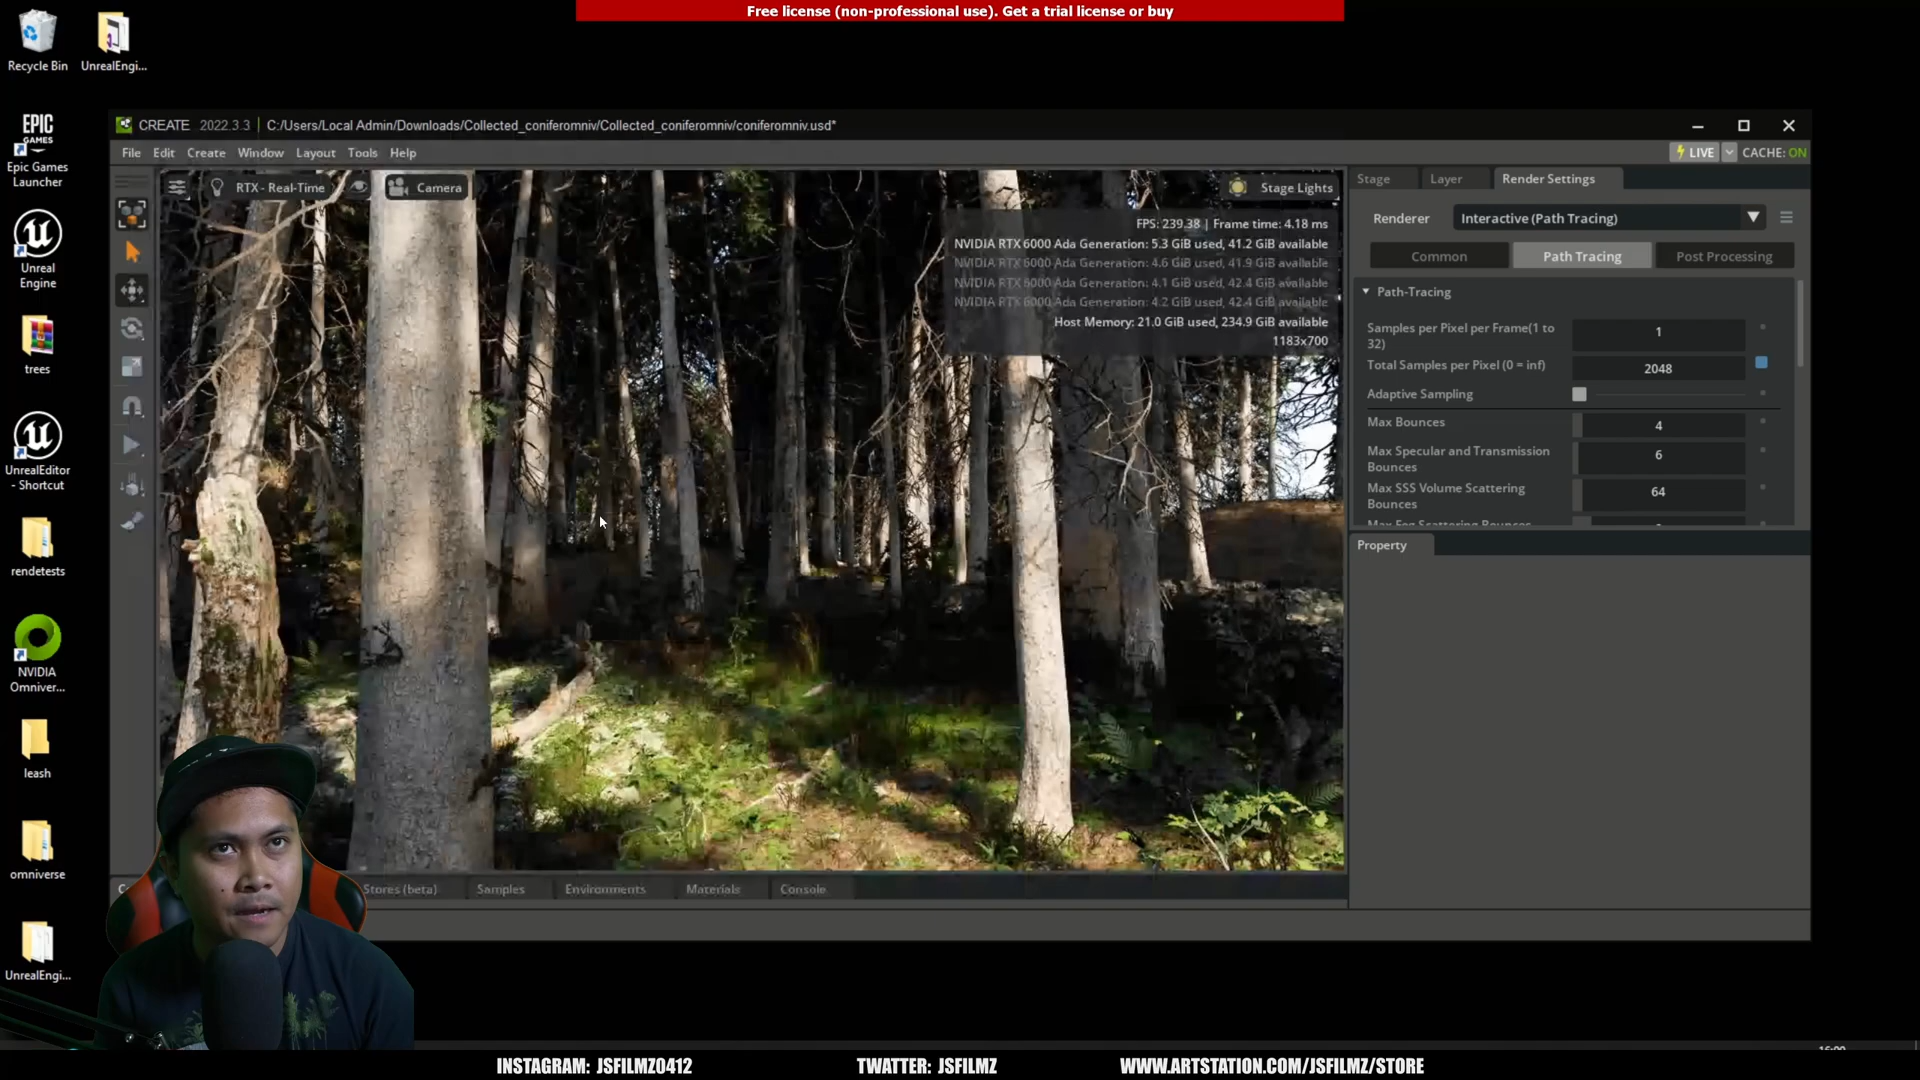 Free license (non-professional use). Get a trial license or buy
Recycle Bin
UnrealEngi...
EPIC
GAMES
Epic Games
Launcher
Unreal
Engine
trees
UnrealEditor
- Shortcut
rendetests
NVIDIA
Omniver...
leash
omniverse
UnrealEngi...
CREATE 2022.3.3 | C:/Users/Local Admin/Downloads/Collected_coniferomniv/Collected_coniferomniv/coniferomniv.usd*
File Edit Create Window Layout Tools Help
LIVE CACHE: ON
RTX - Real-Time
Camera
Stage Lights
FPS: 239.38 | Frame time: 4.18 ms
NVIDIA RTX 6000 Ada Generation: 5.3 GiB used, 41.2 GiB available
NVIDIA RTX 6000 Ada Generation: 4.6 GiB used, 41.9 GiB available
NVIDIA RTX 6000 Ada Generation: 4.1 GiB used, 42.4 GiB available
NVIDIA RTX 6000 Ada Generation: 4.2 GiB used, 42.4 GiB available
Host Memory: 21.0 GiB used, 234.9 GiB available
1183x700
Stage Layer Render Settings
Renderer Interactive (Path Tracing)
Common Path Tracing Post Processing
Path-Tracing
Samples per Pixel per Frame(1 to
32) 1
Total Samples per Pixel (0 = inf) 2048
Adaptive Sampling
Max Bounces 4
Max Specular and Transmission
Bounces 6
Max SSS Volume Scattering
Bounces 64
Max Fog Scattering Bounces
Property
Stores (beta) Samples Environments Materials Console
INSTAGRAM: JSFILMZ0412
TWATTER: JSFILMZ
WWW.ARTSTATION.COM/JSFILMZ/STORE